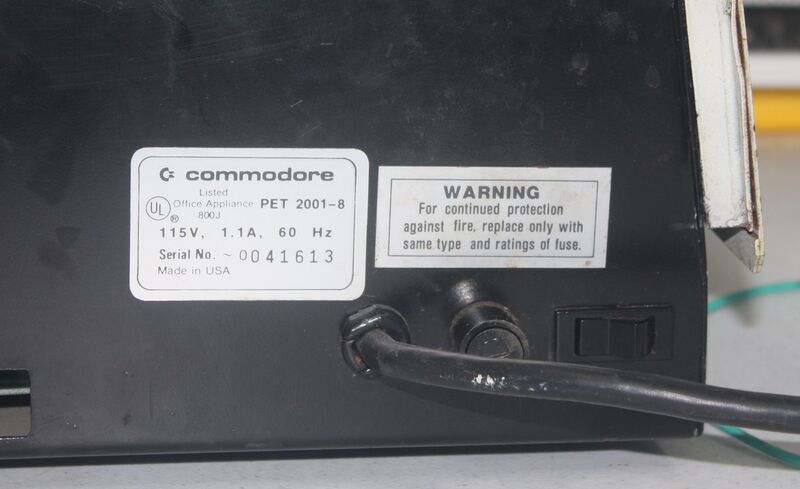 commodore
Listed
UL Office Appliance PET 2001-8
®
800J
115V, 1.1A, 60 Hz
Serial No. ~0041613
Made in USA
WARNING
For continued protection
against fire, replace only with
same type and ratings of fuse.